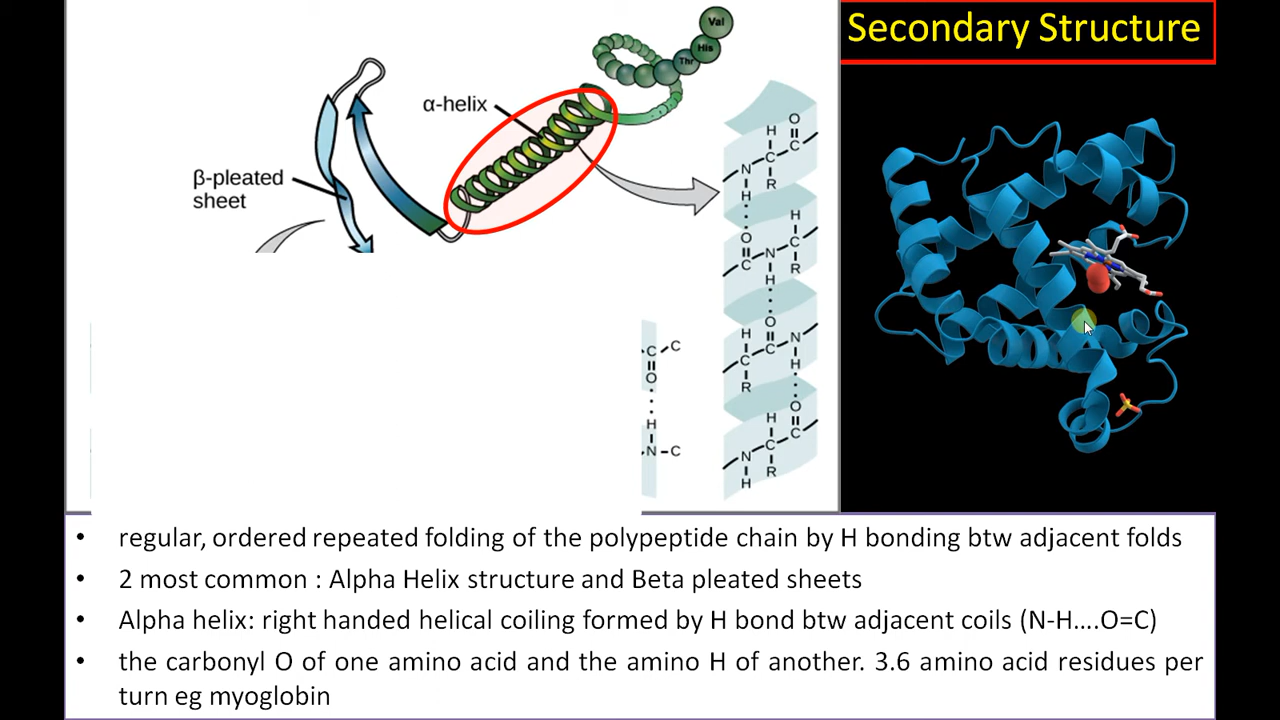 Secondary Structure
Val
His
Thr
α-helix
β-pleated
sheet
H O
C C
N R
H
O H
C N C
H R
O
H C N
C H
R
O
H C
C
N R
H
C C
O
H
N-C
• regular, ordered repeated folding of the polypeptide chain by H bonding btw adjacent folds
• 2 most common : Alpha Helix structure and Beta pleated sheets
• Alpha helix: right handed helical coiling formed by H bond btw adjacent coils (N-H....O=C)
• the carbonyl O of one amino acid and the amino H of another. 3.6 amino acid residues per
turn eg myoglobin